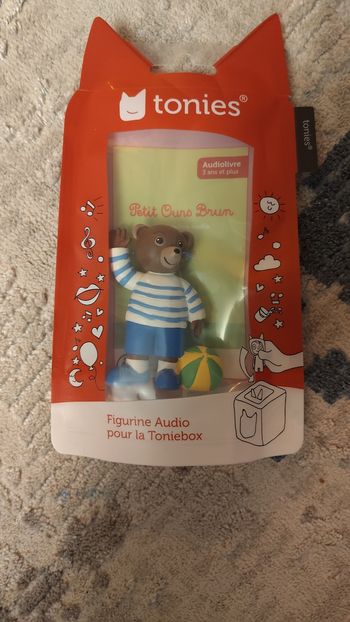 tonies®
tonies®
Audiolivre
3 ans et plus
Petit Ours Brun
Figurine Audio
pour la Toniebox